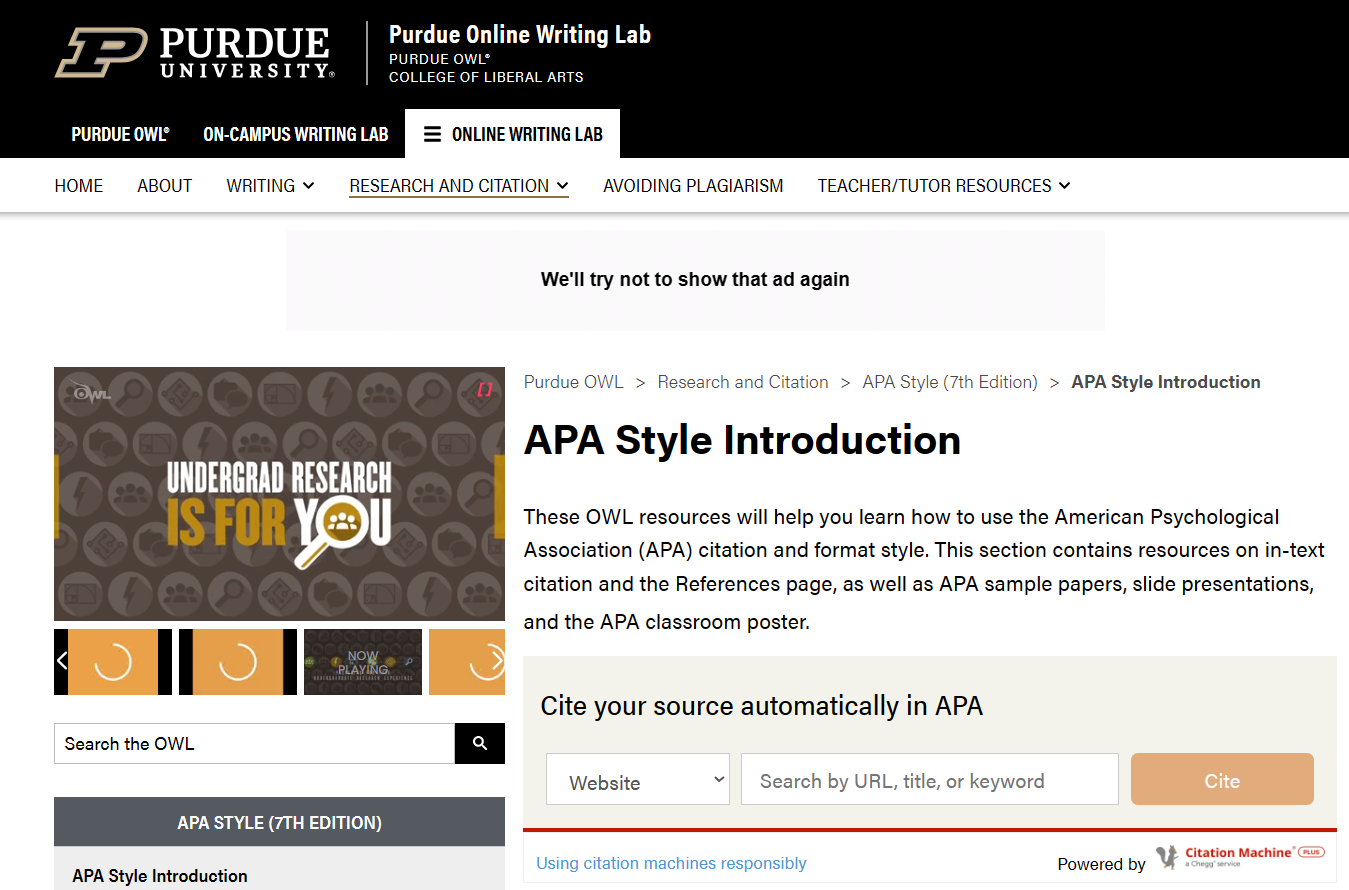 PURDUE
UNIVERSITY®
Purdue Online Writing Lab
PURDUE OWL®
COLLEGE OF LIBERAL ARTS
PURDUE OWL® ON-CAMPUS WRITING LAB ONLINE WRITING LAB
HOME ABOUT WRITING RESEARCH AND CITATION AVOIDING PLAGIARISM TEACHER/TUTOR RESOURCES
We'll try not to show that ad again
OWL
UNDERGRAD RESEARCH
IS FOR YOU
NOW
PLAYING
Search the OWL
APA STYLE (7TH EDITION)
APA Style Introduction
Purdue OWL > Research and Citation > APA Style (7th Edition) > APA Style Introduction
APA Style Introduction
These OWL resources will help you learn how to use the American Psychological
Association (APA) citation and format style. This section contains resources on in-text
citation and the References page, as well as APA sample papers, slide presentations,
and the APA classroom poster.
Cite your source automatically in APA
Website Search by URL, title, or keyword Cite
Using citation machines responsibly Powered by Citation Machine® PLUS
a Chegg® service